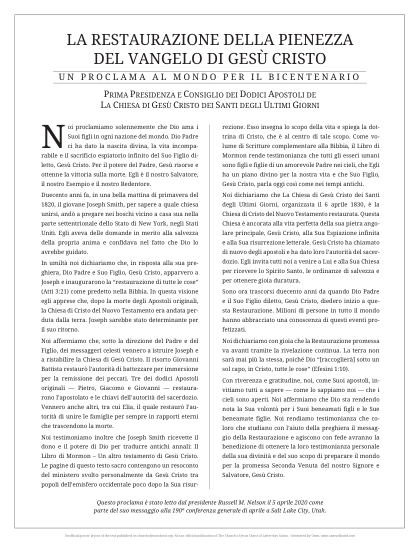 LA RESTAURAZIONE DELLA PIENEZZA
DEL VANGELO DI GESÙ CRISTO
UN PROCLAMA AL MONDO PER IL BICENTENARIO
Prima Presidenza e Consiglio dei Dodici Apostoli de
La Chiesa di Gesù Cristo dei Santi degli Ultimi Giorni
Noi proclamiamo solennemente che Dio ama i
Suoi figli in ogni nazione del mondo. Dio Padre
ci ha dato la nascita divina, la vita incompa-
rabile e il sacrificio espiatorio infinito del Suo Figlio di-
letto, Gesù Cristo. Per il potere del Padre, Gesù risorse e
ottenne la vittoria sulla morte. Egli è il nostro Salvatore,
il nostro Esempio e il nostro Redentore.
Duecento anni fa, in una bella mattina di primavera del
1820, il giovane Joseph Smith, per sapere a quale chiesa
unirsi, andò a pregare nei boschi vicino a casa sua nella
parte settentrionale dello Stato di New York, negli Stati
Uniti. Egli aveva delle domande in merito alla salvezza
della propria anima e confidava nel fatto che Dio lo
avrebbe guidato.
In umiltà noi dichiariamo che, in risposta alla sua pre-
ghiera, Dio Padre e Suo Figlio, Gesù Cristo, apparvero a
Joseph e inaugurarono la “restaurazione di tutte le cose”
(Atti 3:21) come predetto nella Bibbia. In questa visione
egli apprese che, dopo la morte degli Apostoli originali,
la Chiesa di Cristo del Nuovo Testamento era andata per-
duta dalla terra. Joseph sarebbe stato determinante per
il suo ritorno.
Noi affermiamo che, sotto la direzione del Padre e del
Figlio, dei messaggeri celesti vennero a istruire Joseph e
a ristabilire la Chiesa di Gesù Cristo. Il risorto Giovanni
Battista restaurò l'autorità di battezzare per immersione
per la remissione dei peccati. Tre dei dodici Apostoli
originali — Pietro, Giacomo e Giovanni — restaura-
rono l'apostolato e le chiavi dell'autorità del sacerdozio.
Vennero anche altri, tra cui Elia, il quale restaurò l'au-
torità di unire le famiglie per sempre in rapporti eterni
che trascendono la morte.
Noi testimoniamo inoltre che Joseph Smith ricevette il
dono e il potere di Dio per tradurre antichi annali: Il
Libro di Mormon – Un altro testamento di Gesù Cristo.
Le pagine di questo testo sacro contengono un resoconto
del ministero svolto personalmente da Gesù Cristo tra
popoli dell'emisfero occidentale poco dopo la Sua risur-
rezione. Esso insegna lo scopo della vita e spiega la dot-
trina di Cristo, che è al centro di tale scopo. Come vo-
lume di Scritture complementare alla Bibbia, il Libro di
Mormon rende testimonianza che tutti gli esseri umani
sono figli e figlie di un amorevole Padre nei cieli, che Egli
ha un piano divino per la nostra vita e che Suo Figlio,
Gesù Cristo, parla oggi così come nei tempi antichi.
Noi dichiariamo che La Chiesa di Gesù Cristo dei Santi
degli Ultimi Giorni, organizzata il 6 aprile 1830, è la
Chiesa di Cristo del Nuovo Testamento restaurata. Questa
Chiesa è ancorata alla vita perfetta della sua pietra ango-
lare principale, Gesù Cristo, alla Sua Espiazione infinita e
alla Sua risurrezione letterale. Gesù Cristo ha chiamato
di nuovo degli apostoli e ha dato loro l'autorità del sacer-
dozio. Egli invita tutti noi a venire a Lui e alla Sua Chiesa
per ricevere lo Spirito Santo, le ordinanze di salvezza e
per ottenere gioia duratura.
Sono ora trascorsi duecento anni da quando Dio Padre
e il Suo Figlio diletto, Gesù Cristo, diedero inizio a que-
sta Restaurazione. Milioni di persone in tutto il mondo
hanno abbracciato una conoscenza di questi eventi pro-
fetizzati.
Noi dichiariamo con gioia che la Restaurazione promessa
va avanti tramite la rivelazione continua. La terra non
sarà mai più la stessa, poiché Dio “[raccoglierà] sotto un
sol capo, in Cristo, tutte le cose” (Efesini 1:10).
Con riverenza e gratitudine, noi, come Suoi apostoli, in-
vitiamo tutti a sapere — come lo sappiamo noi — che i
cieli sono aperti. Noi affermiamo che Dio sta rendendo
nota la Sua volontà per i Suoi beneamati figli e le Sue
beneamate figlie. Noi rendiamo testimonianza che co-
loro che studiano con l'aiuto della preghiera il messag-
gio della Restaurazione e agiscono con fede avranno la
benedizione di ottenere la loro testimonianza personale
della sua divinità e del suo scopo di preparare il mondo
per la promessa Seconda Venuta del nostro Signore e
Salvatore, Gesù Cristo.
Questo proclama è stato letto dal presidente Russell M. Nelson il 5 aprile 2020 come
parte del suo messaggio alla 190ª conferenza generale di aprile a Salt Lake City, Utah.